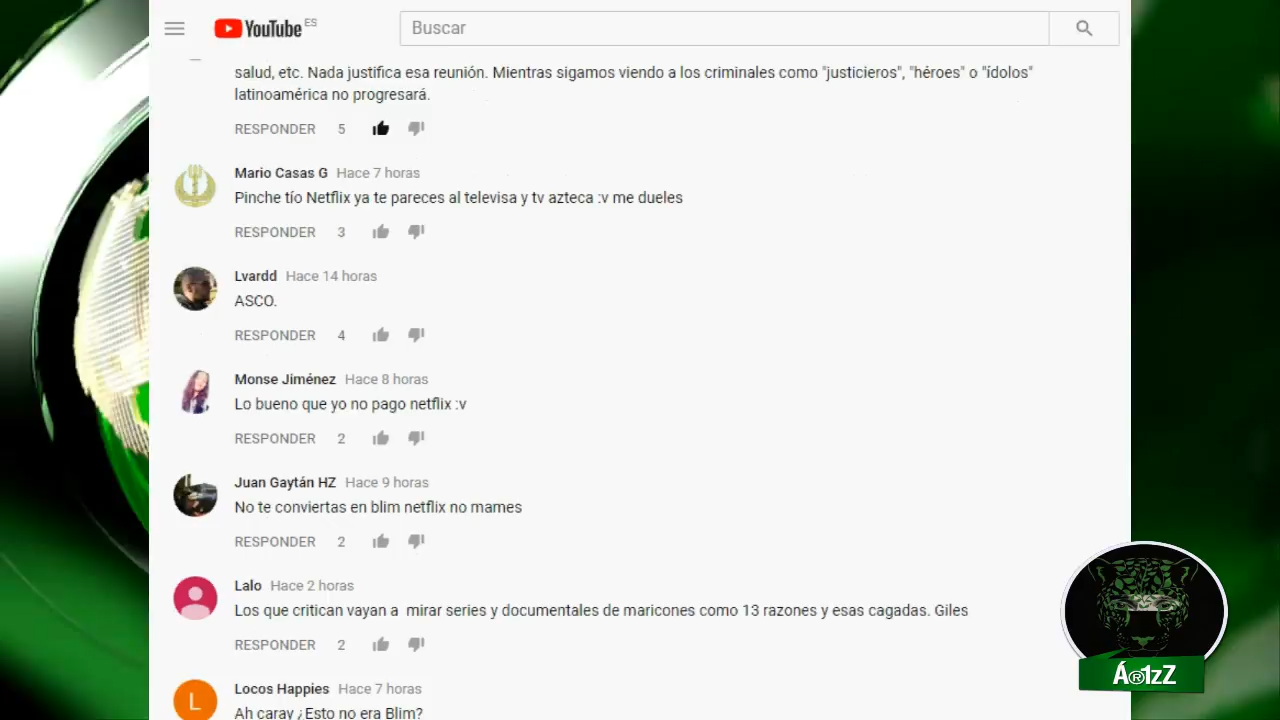 YouTube ES
Buscar
salud, etc. Nada justifica esa reunión. Mientras sigamos viendo a los criminales como "justicieros", "héroes" o "ídolos"
latinoamérica no progresará.
RESPONDER 5
Mario Casas G Hace 7 horas
Pinche tío Netflix ya te pareces al televisa y tv azteca :v me dueles
RESPONDER 3
Lvardd Hace 14 horas
ASCO.
RESPONDER 4
Monse Jiménez Hace 8 horas
Lo bueno que yo no pago netflix :v
RESPONDER 2
Juan Gaytán HZ Hace 9 horas
No te conviertas en blim netflix no mames
RESPONDER 2
Lalo Hace 2 horas
Los que critican vayan a mirar series y documentales de maricones como 13 razones y esas cagadas. Giles
RESPONDER 2
L
Locos Happies Hace 7 horas
Ah caray ¿Esto no era Blim?
Á®1zZ